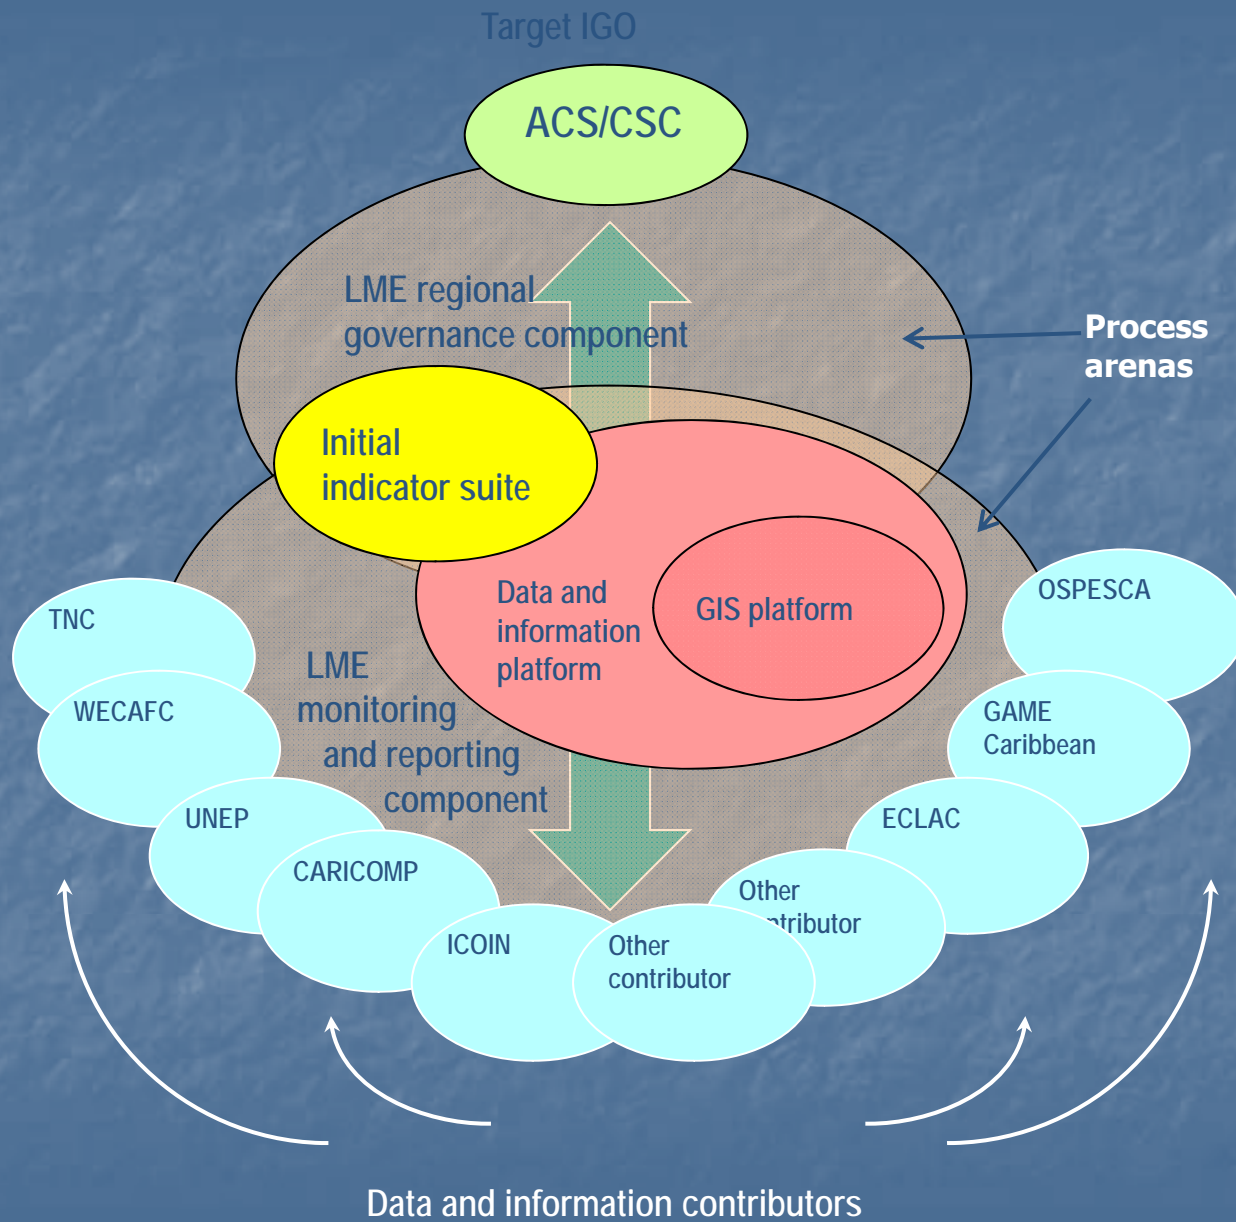 Target IGO
ACS/CSC
LME regional
governance component
Process
arenas
Initial
indicator suite
Data and
information
platform
GIS platform
LME
monitoring
and reporting
component
TNC
WECAFC
UNEP
CARICOMP
ICOIN
Other
contributor
Other
ntributor
ECLAC
GAME
Caribbean
OSPESCA
Data and information contributors